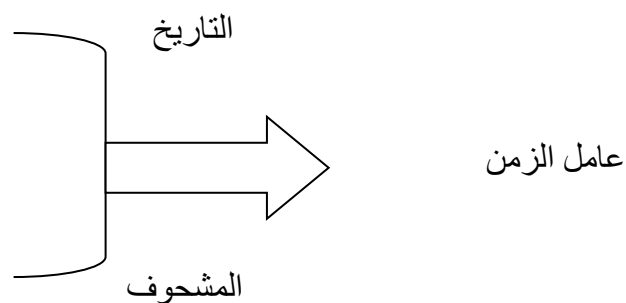 التاريخ
عامل الزمن
المشحوف